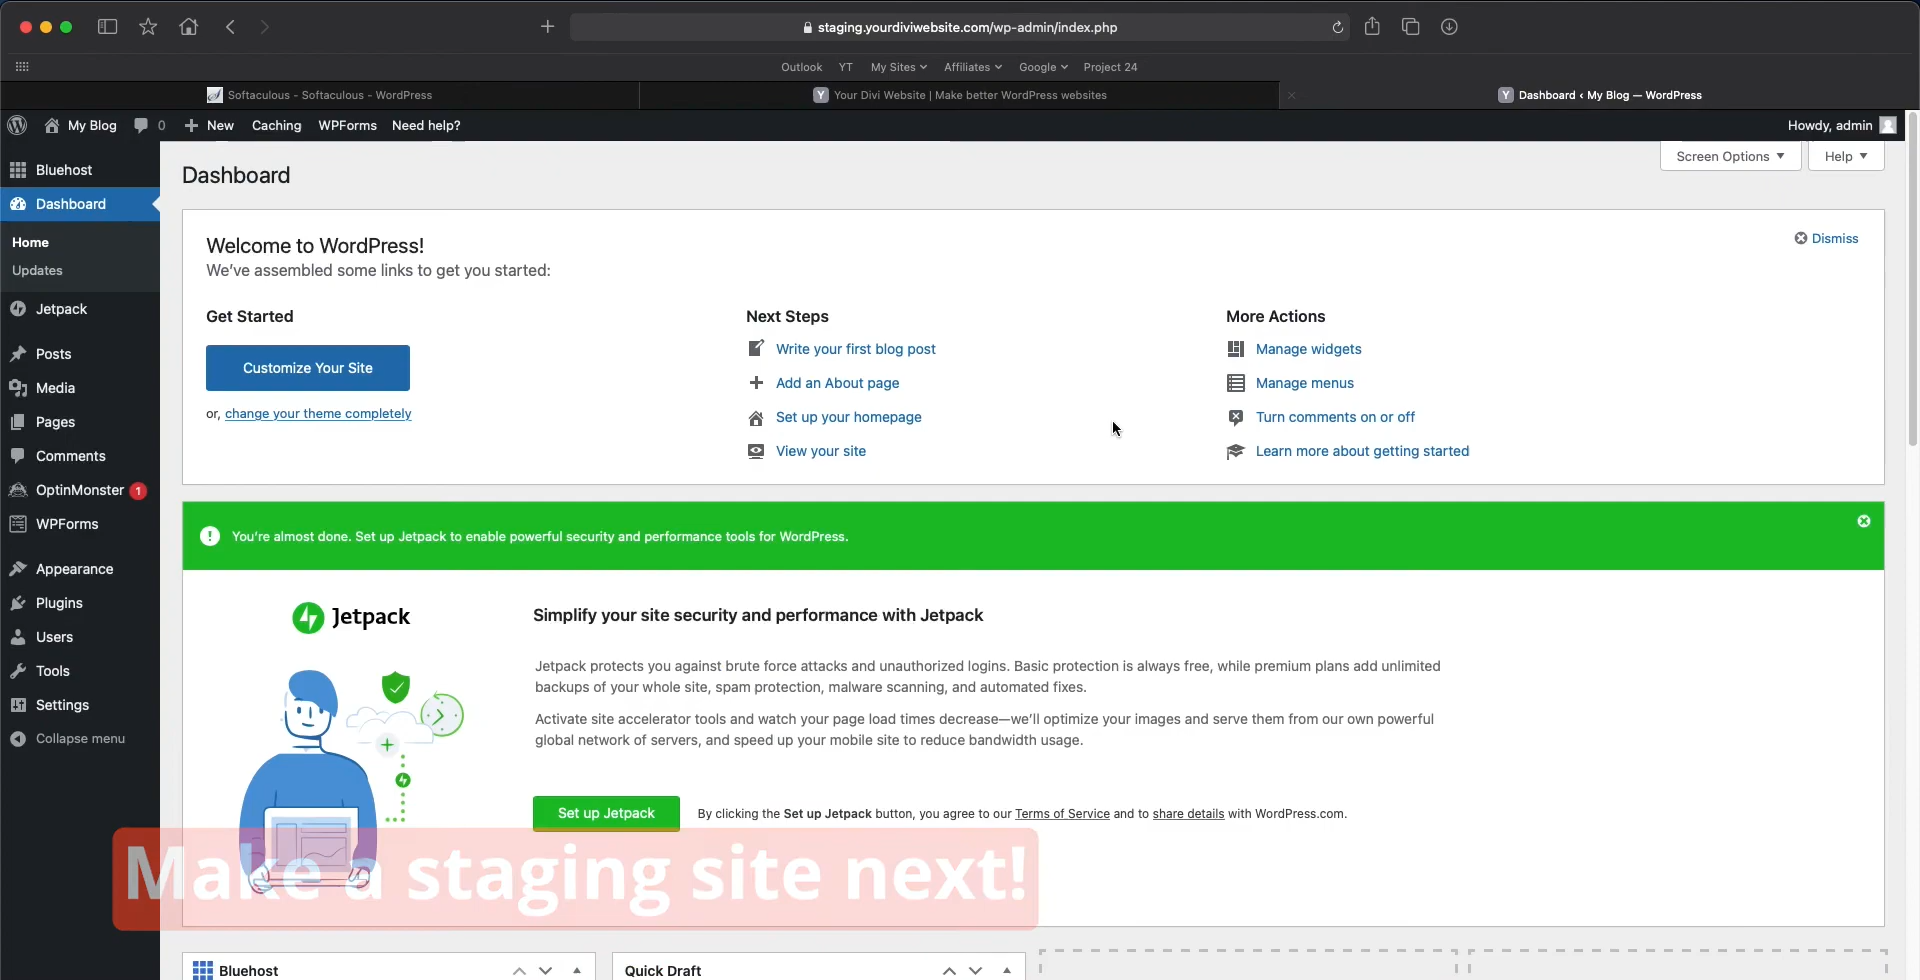 staging.yourdiviwebsite.com/wp-admin/index.php
Outlook YT My Sites Affiliates Google Project 24
Softaculous - Softaculous - WordPress
Y Your Divi Website | Make better WordPress websites
Y Dashboard ‹ My Blog — WordPress
My Blog 0 New Caching WPForms Need help?
Howdy, admin
Screen Options Help
Bluehost
Dashboard
Home
Updates
Jetpack
Posts
Media
Pages
Comments
OptinMonster 1
WPForms
Appearance
Plugins
Users
Tools
Settings
Collapse menu
Dashboard
Welcome to WordPress!
We've assembled some links to get you started:
Dismiss
Get Started
Customize Your Site
or, change your theme completely
Next Steps
Write your first blog post
Add an About page
Set up your homepage
View your site
More Actions
Manage widgets
Manage menus
Turn comments on or off
Learn more about getting started
You're almost done. Set up Jetpack to enable powerful security and performance tools for WordPress.
Jetpack
Simplify your site security and performance with Jetpack
Jetpack protects you against brute force attacks and unauthorized logins. Basic protection is always free, while premium plans add unlimited
backups of your whole site, spam protection, malware scanning, and automated fixes.
Activate site accelerator tools and watch your page load times decrease—we'll optimize your images and serve them from our own powerful
global network of servers, and speed up your mobile site to reduce bandwidth usage.
Set up Jetpack
By clicking the Set up Jetpack button, you agree to our Terms of Service and to share details with WordPress.com.
Make a staging site next!
Bluehost
Quick Draft